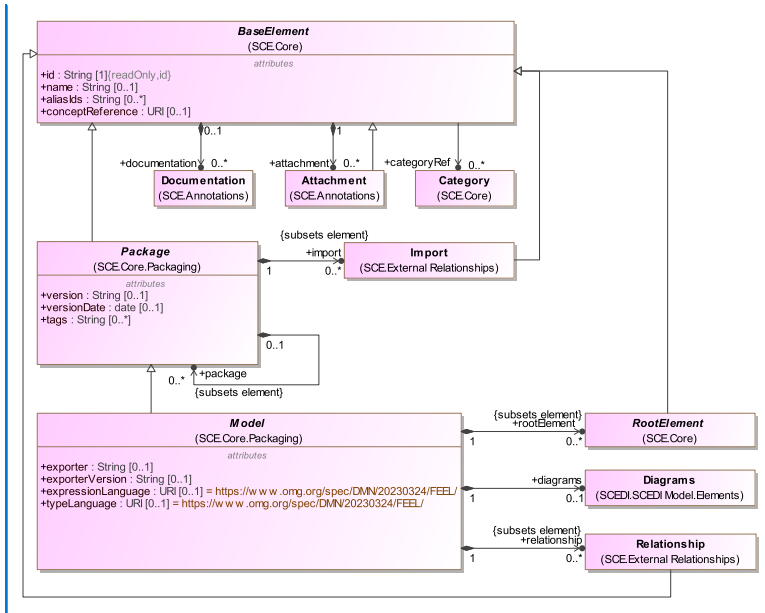 BaseElement
(SCE.Core)
attributes
+id : String [1]{readOnly,id}
+name : String [0..1]
+aliasIds : String [0..*]
+conceptReference : URI [0..1]
0..1
1
+documentation
0..*
+attachment
0..*
+categoryRef
0..*
Documentation
(SCE.Annotations)
Attachment
(SCE.Annotations)
Category
(SCE.Core)
Package
(SCE.Core.Packaging)
attributes
+version : String [0..1]
+versionDate : date [0..1]
+tags : String [0..*]
{subsets element}
+import
1
0..*
Import
(SCE.External Relationships)
0..1
+package
0..*
{subsets element}
Model
(SCE.Core.Packaging)
attributes
+exporter : String [0..1]
+exporterVersion : String [0..1]
+expressionLanguage : URI [0..1] = https://www.omg.org/spec/DMN/20230324/FEEL/
+typeLanguage : URI [0..1] = https://www.omg.org/spec/DMN/20230324/FEEL/
{subsets element}
+rootElement
1
0..*
RootElement
(SCE.Core)
+diagrams
1
0..1
Diagrams
(SCEDI.SCEDI Model.Elements)
{subsets element}
+relationship
1
0..*
Relationship
(SCE.External Relationships)